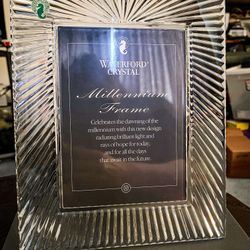 WATERFORD®
CRYSTAL
Millennium
Frame
Celebrates the dawning of the
millennium with this new design
radiating brilliant light and
rays of hope for today,
and for all the days
that await in the future.